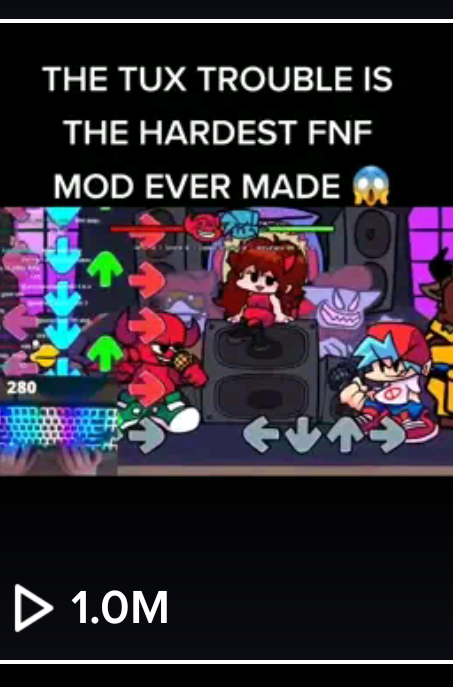 THE TUX TROUBLE IS
THE HARDEST FNF
MOD EVER MADE 😱
280
1.0M